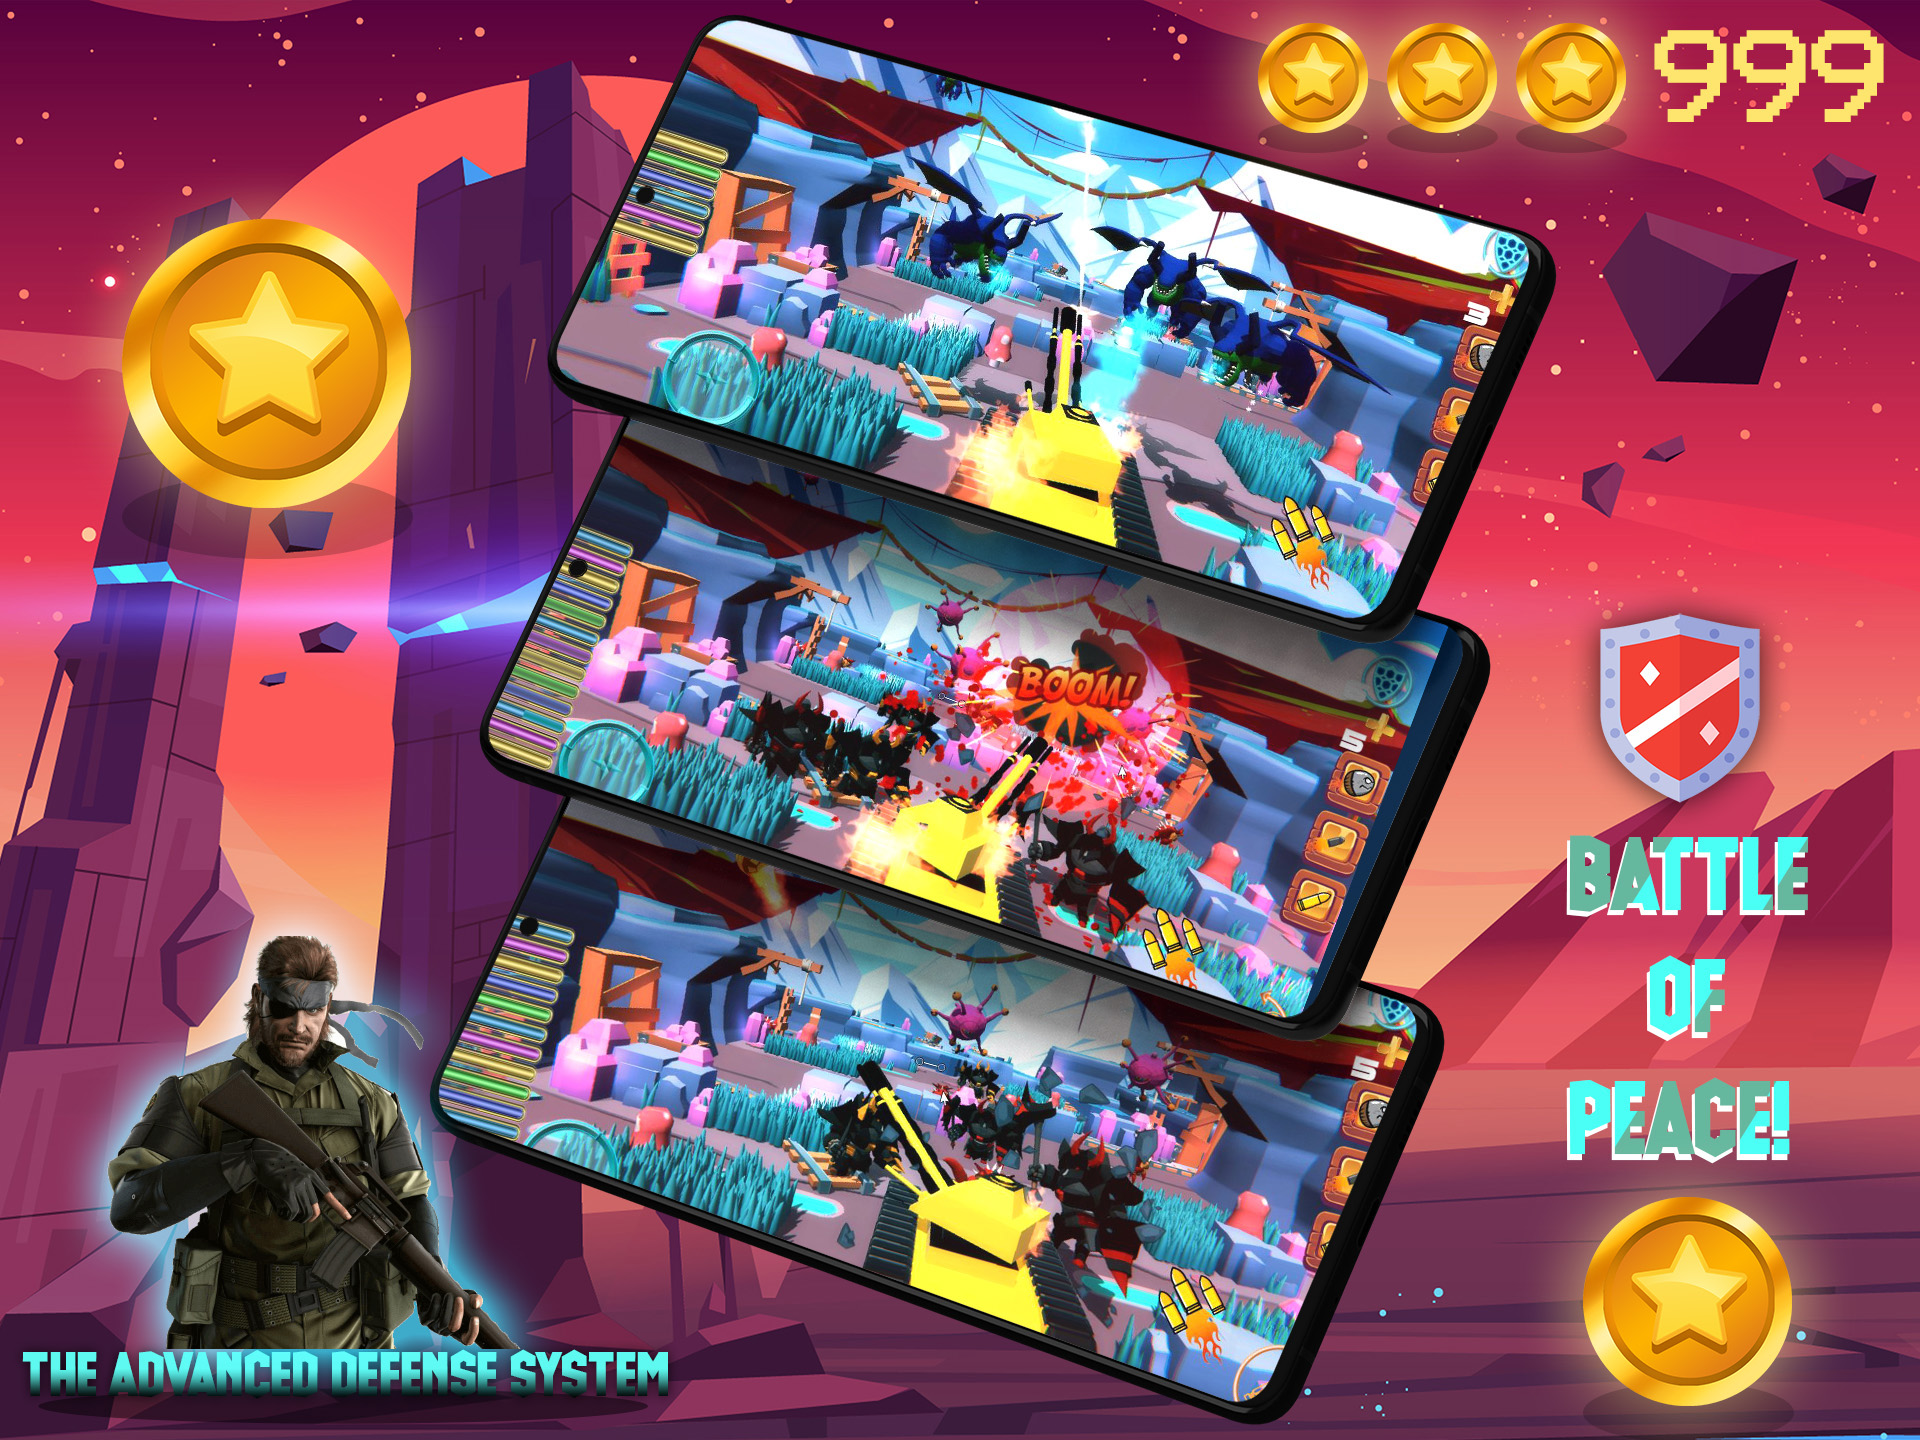 999
3
BOOM!
5
5
BATTLE
OF
PEACE!
THE ADVANCED DEFENSE SYSTEM